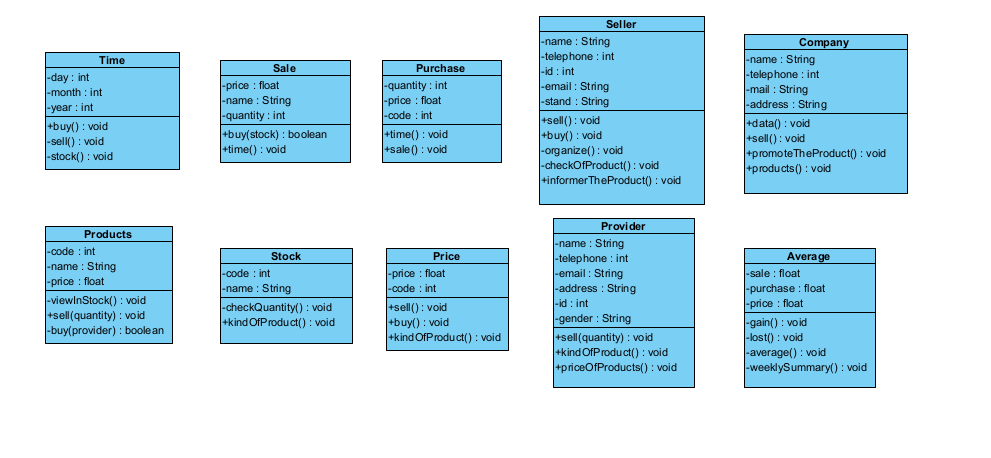 Time
-day : int
-month : int
-year : int
+buy() : void
-sell() : void
-stock() : void
Sale
-price : float
-name : String
-quantity : int
+buy(stock) : boolean
+time() : void
Purchase
-quantity : int
-price : float
-code : int
+time() : void
+sale() : void
Seller
-name : String
-telephone : int
-id : int
-email : String
-stand : String
+sell() : void
+buy() : void
-organize() : void
-checkOfProduct() : void
+informerTheProduct() : void
Company
-name : String
-telephone : int
-mail : String
-address : String
+data() : void
+sell() : void
+promoteTheProduct() : void
+products() : void
Products
-code : int
-name : String
-price : float
-viewInStock() : void
+sell(quantity) : void
-buy(provider) : boolean
Stock
-code : int
-name : String
-checkQuantity() : void
+kindOfProduct() : void
Price
-price : float
-code : int
+sell() : void
+buy() : void
+kindOfProduct() : void
Provider
-name : String
-telephone : int
-email : String
-address : String
-id : int
-gender : String
+sell(quantity) : void
+kindOfProduct() : void
+priceOfProducts() : void
Average
-sale : float
-purchase : float
-price : float
-gain() : void
-lost() : void
-average() : void
-weeklySummary() : void